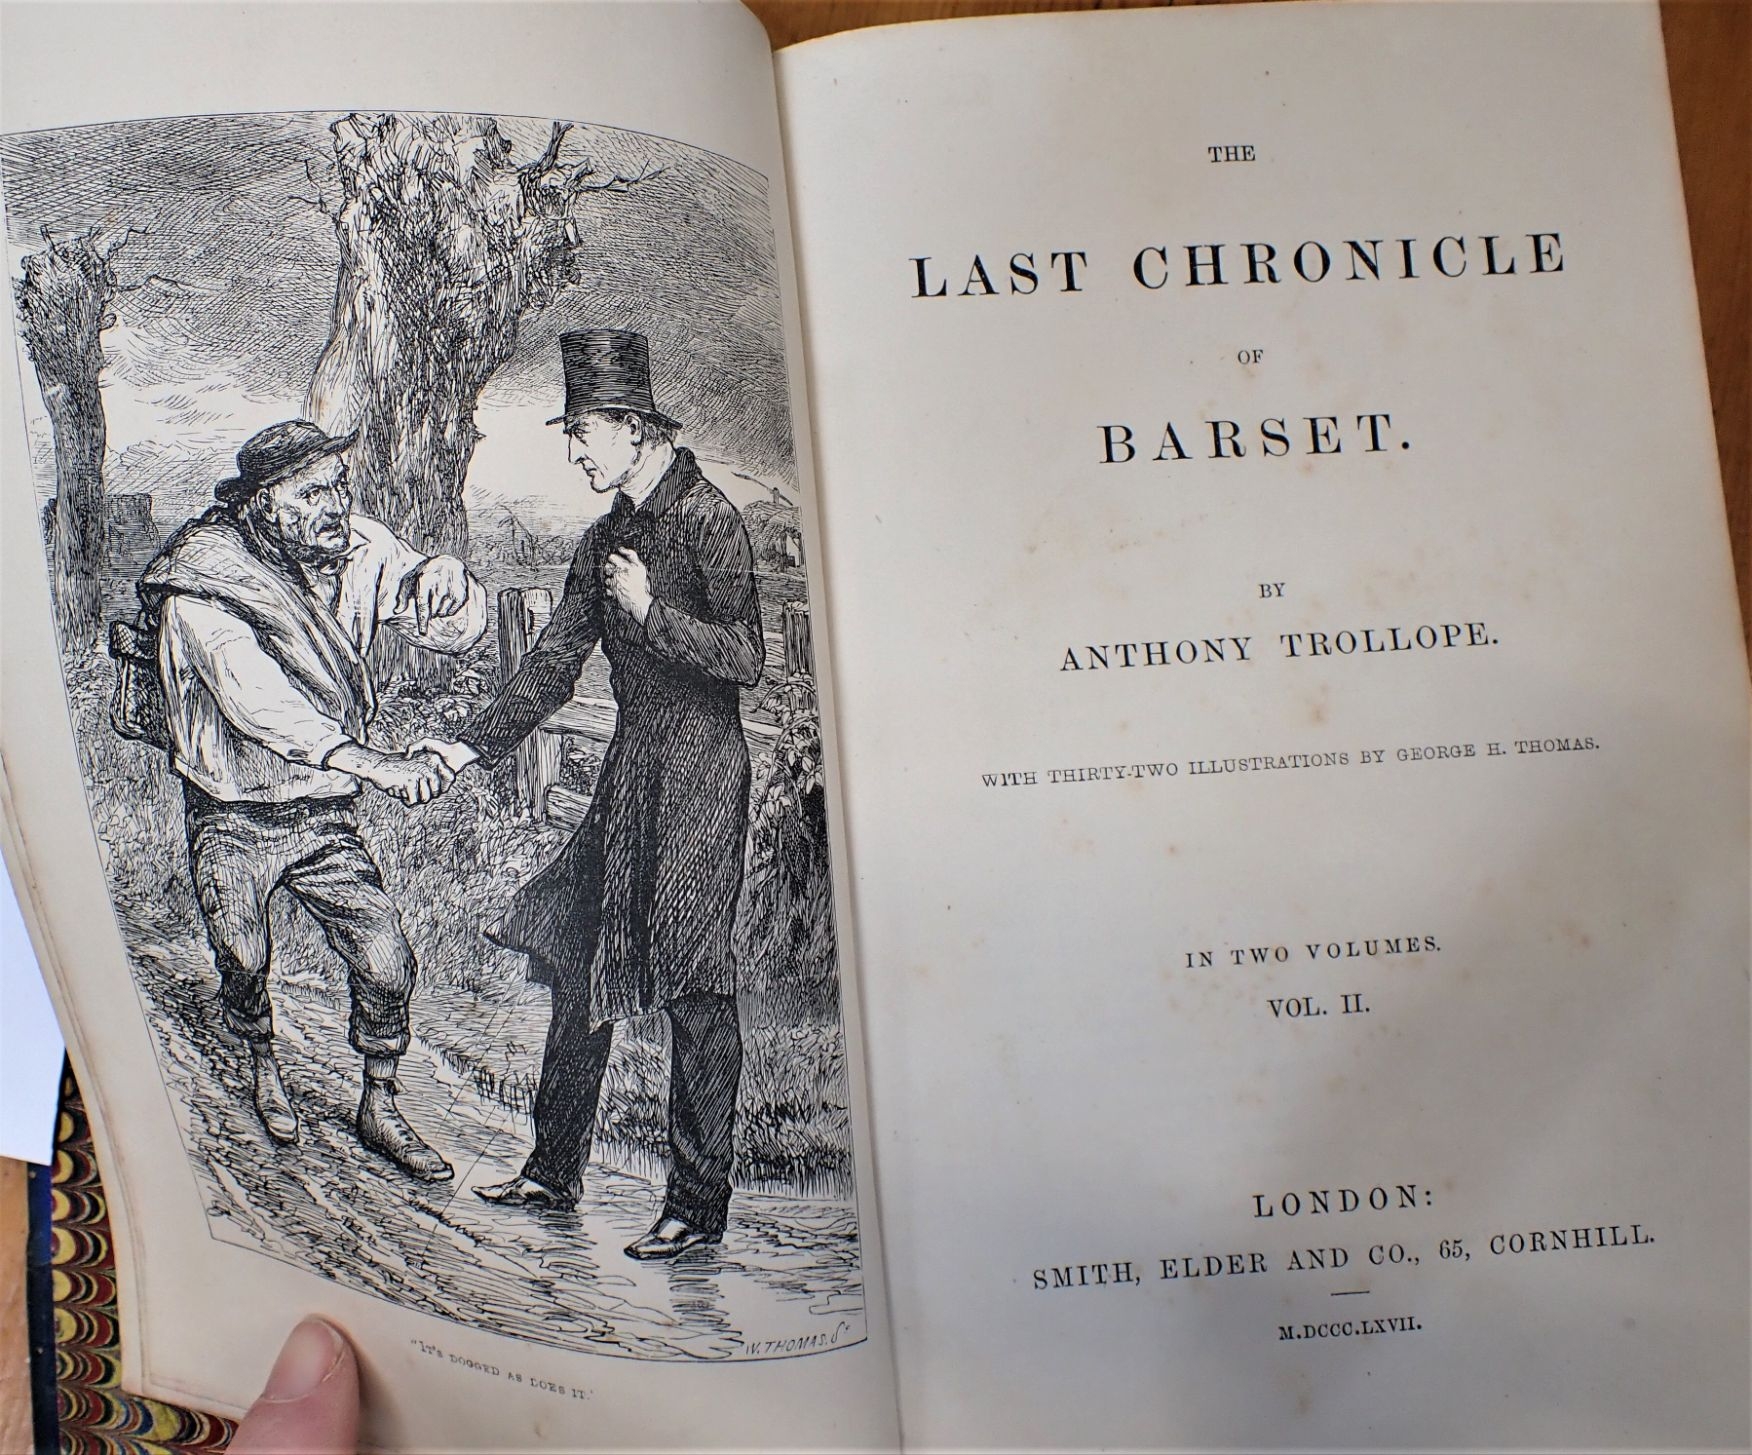 W. THOMAS. Sc
"IT'S DOGGED AS DOES IT."
THE
LAST CHRONICLE
OF
BARSET.
BY
ANTHONY TROLLOPE.
WITH THIRTY-TWO ILLUSTRATIONS BY GEORGE H. THOMAS.
IN TWO VOLUMES.
VOL. II.
LONDON:
SMITH, ELDER AND CO., 65, CORNHILL.
M.DCCC.LXVII.